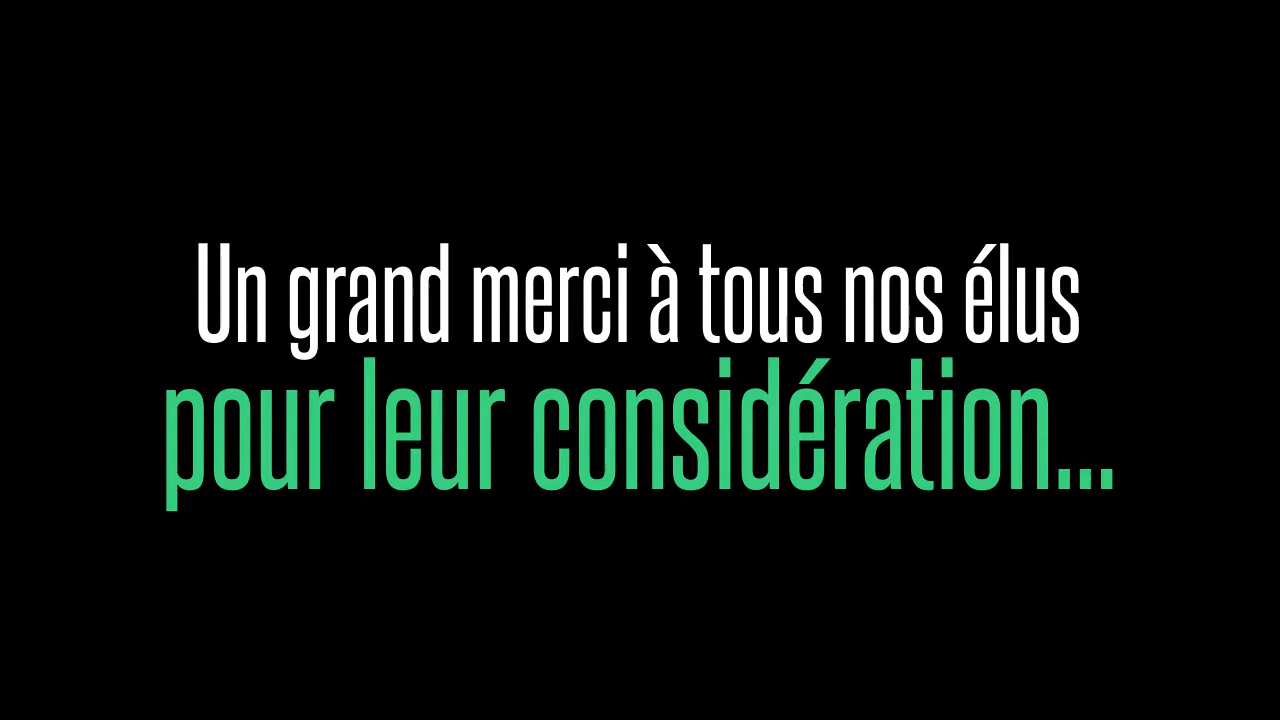 Un grand merci à tous nos élus
pour leur considération...